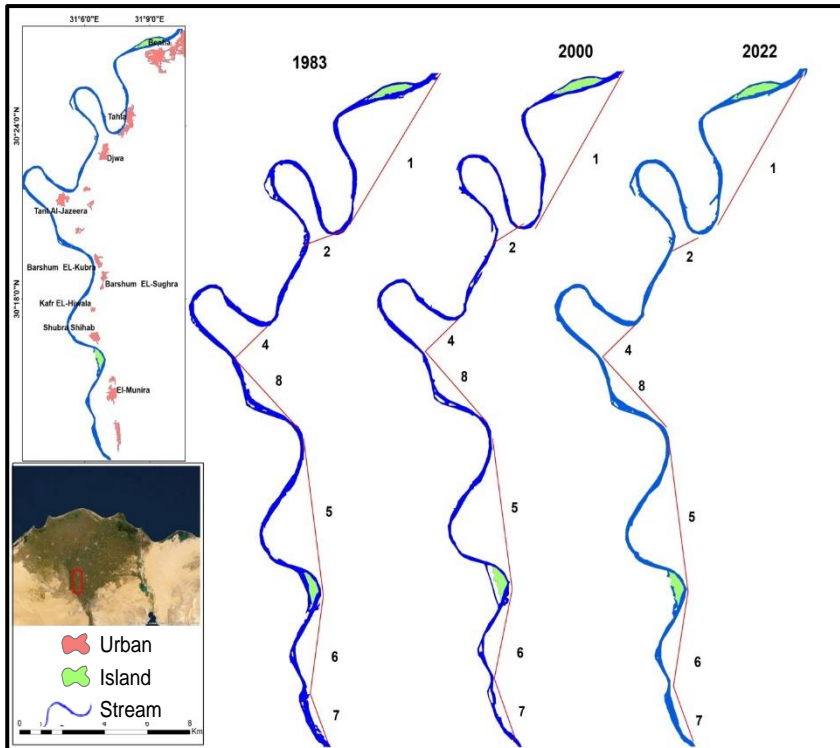 31°6'0"E 31°9'0"E
30°24'0"N
30°18'0"N
Benha
Tahla
Djwa
Tant Al-Jazeera
Barshum EL-Kubra
Barshum EL-Sughra
Kafr EL-Hiwala
Shubra Shihab
El-Munira
Urban
Island
Stream
0 2 4 6 8
Km
1983
1
2
4
8
5
6
7
2000
1
2
4
8
5
6
7
2022
1
2
4
8
5
6
7